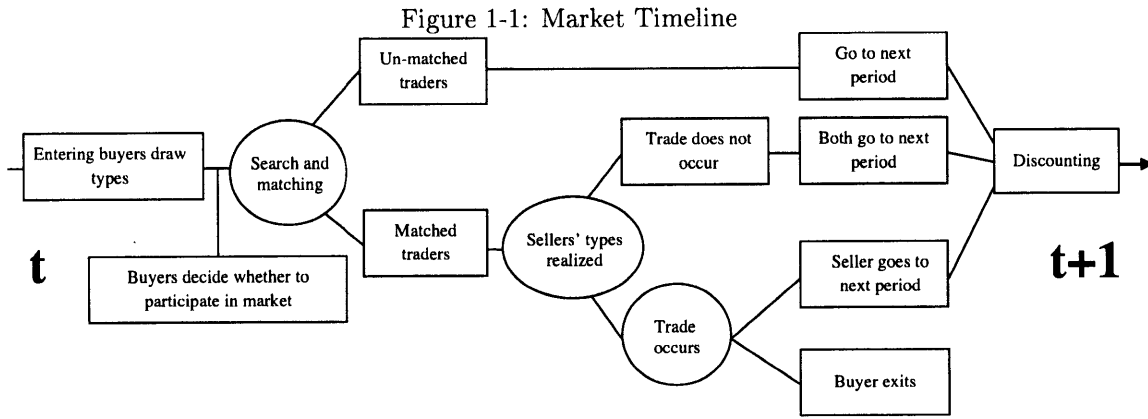 Figure 1-1: Market Timeline
Un-matched
traders
Go to next
period
Entering buyers draw
types
Search and
matching
Trade does not
occur
Both go to next
period
Discounting
Matched
traders
Sellers' types
realized
t
Buyers decide whether to
participate in market
Seller goes to
next period
t+1
Trade
occurs
Buyer exits